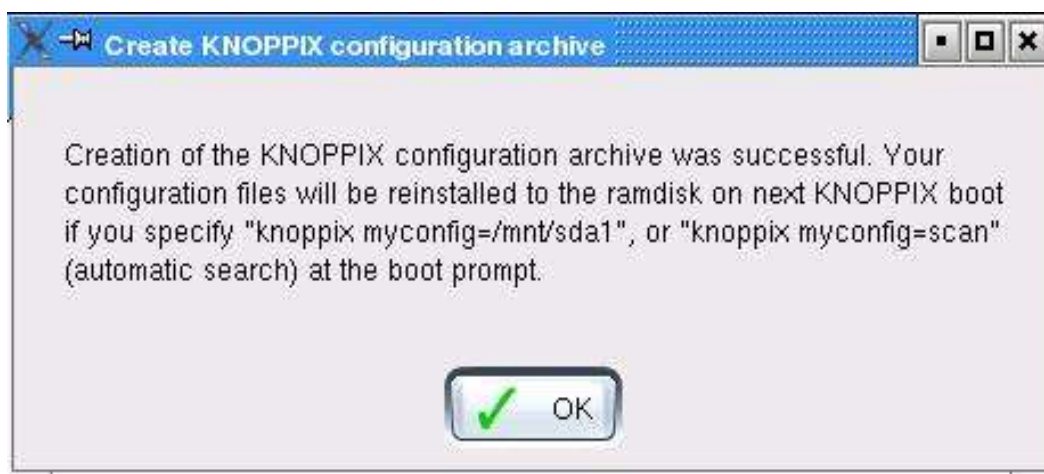 Create KNOPPIX configuration archive
Creation of the KNOPPIX configuration archive was successful. Your
configuration files will be reinstalled to the ramdisk on next KNOPPIX boot
if you specify "knoppix myconfig=/mnt/sda1", or "knoppix myconfig=scan"
(automatic search) at the boot prompt.
OK